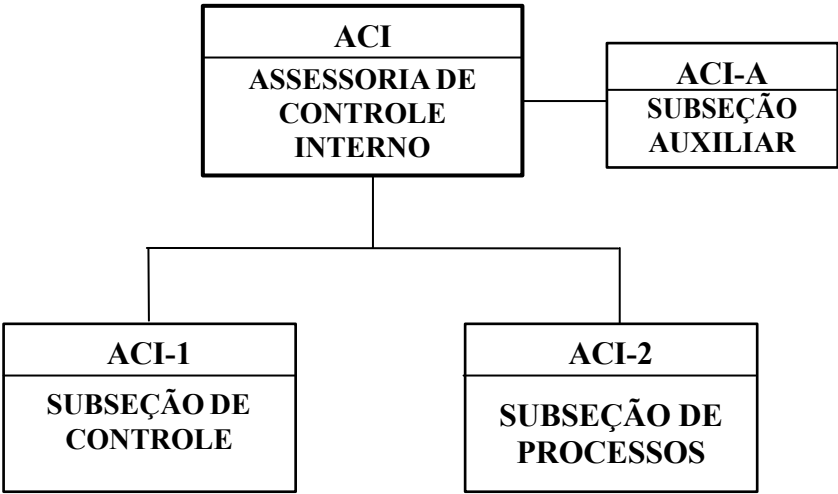 ACI
ASSESSORIA DE
CONTROLE
INTERNO
ACI-A
SUBSEÇÃO
AUXILIAR
ACI-1
SUBSEÇÃO DE
CONTROLE
ACI-2
SUBSEÇÃO DE
PROCESSOS